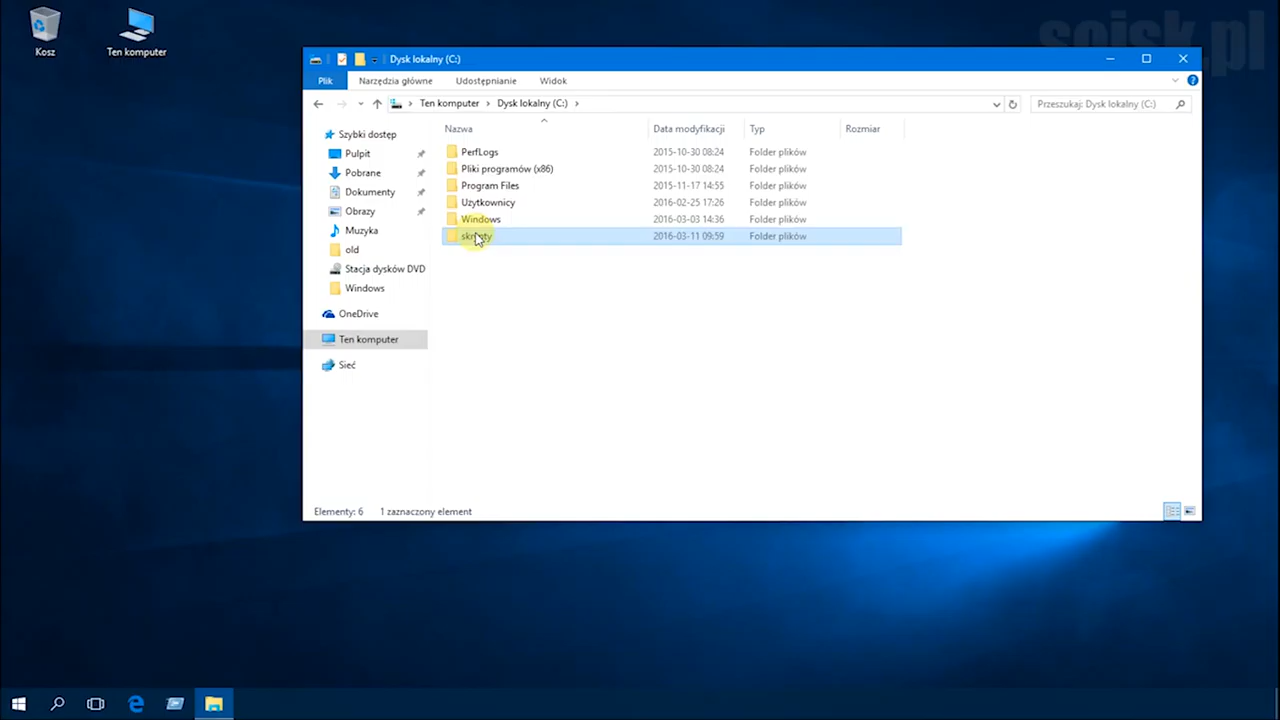 soisk.pl
Kosz
Ten komputer
Dysk lokalny (C:)
Plik
Narzędzia główne
Udostępnianie
Widok
Ten komputer
Dysk lokalny (C:)
Przeszukaj: Dysk lokalny (C:)
Nazwa
Data modyfikacji
Typ
Rozmiar
Szybki dostęp
Pulpit
Pobrane
Dokumenty
Obrazy
Muzyka
old
Stacja dysków DVD
Windows
OneDrive
Ten komputer
Sieć
PerfLogs 2015-10-30 08:24 Folder plików
Pliki programów (x86) 2015-10-30 08:24 Folder plików
Program Files 2015-11-17 14:55 Folder plików
Użytkownicy 2016-02-25 17:26 Folder plików
Windows 2016-03-03 14:36 Folder plików
skrypty 2016-03-11 09:59 Folder plików
Elementy: 6
1 zaznaczony element